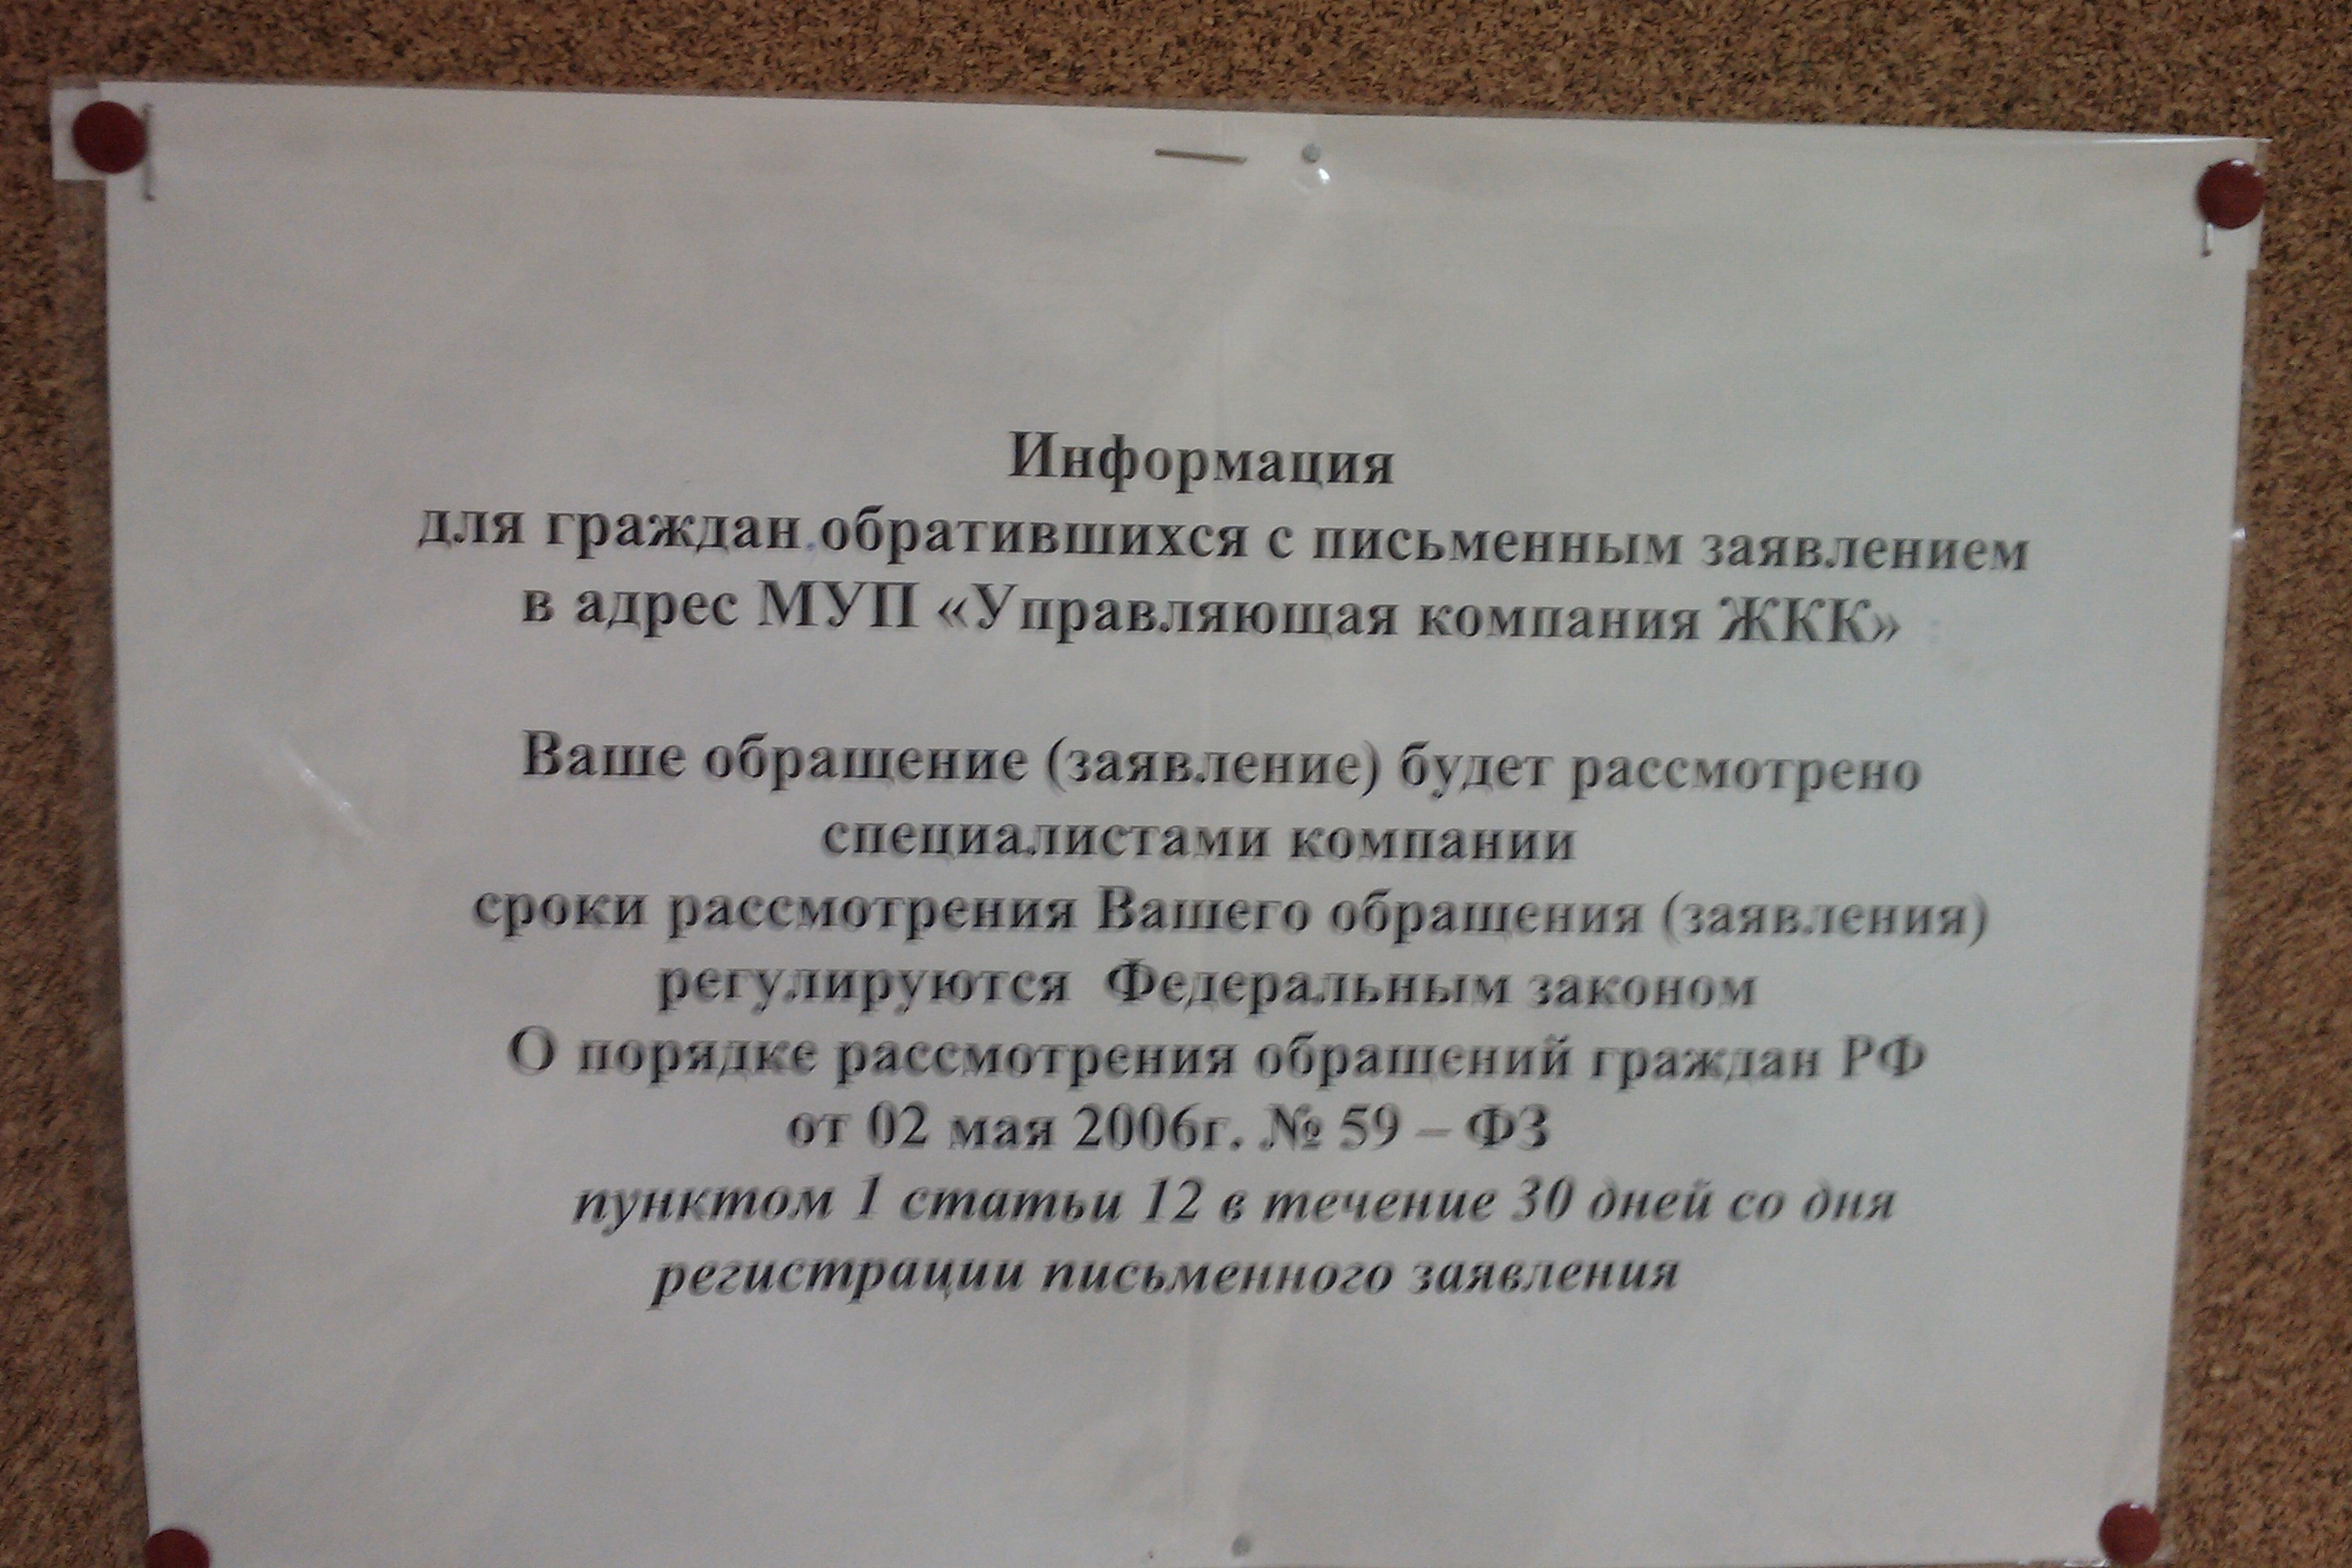 Информация
для граждан обратившихся с письменным заявлением
в адрес МУП «Управляющая компания ЖКК»
Ваше обращение (заявление) будет рассмотрено
специалистами компании
сроки рассмотрения Вашего обращения (заявления)
регулируются Федеральным законом
О порядке рассмотрения обращений граждан РФ
от 02 мая 2006г. № 59 – ФЗ
пунктом 1 статьи 12 в течение 30 дней со дня
регистрации письменного заявления